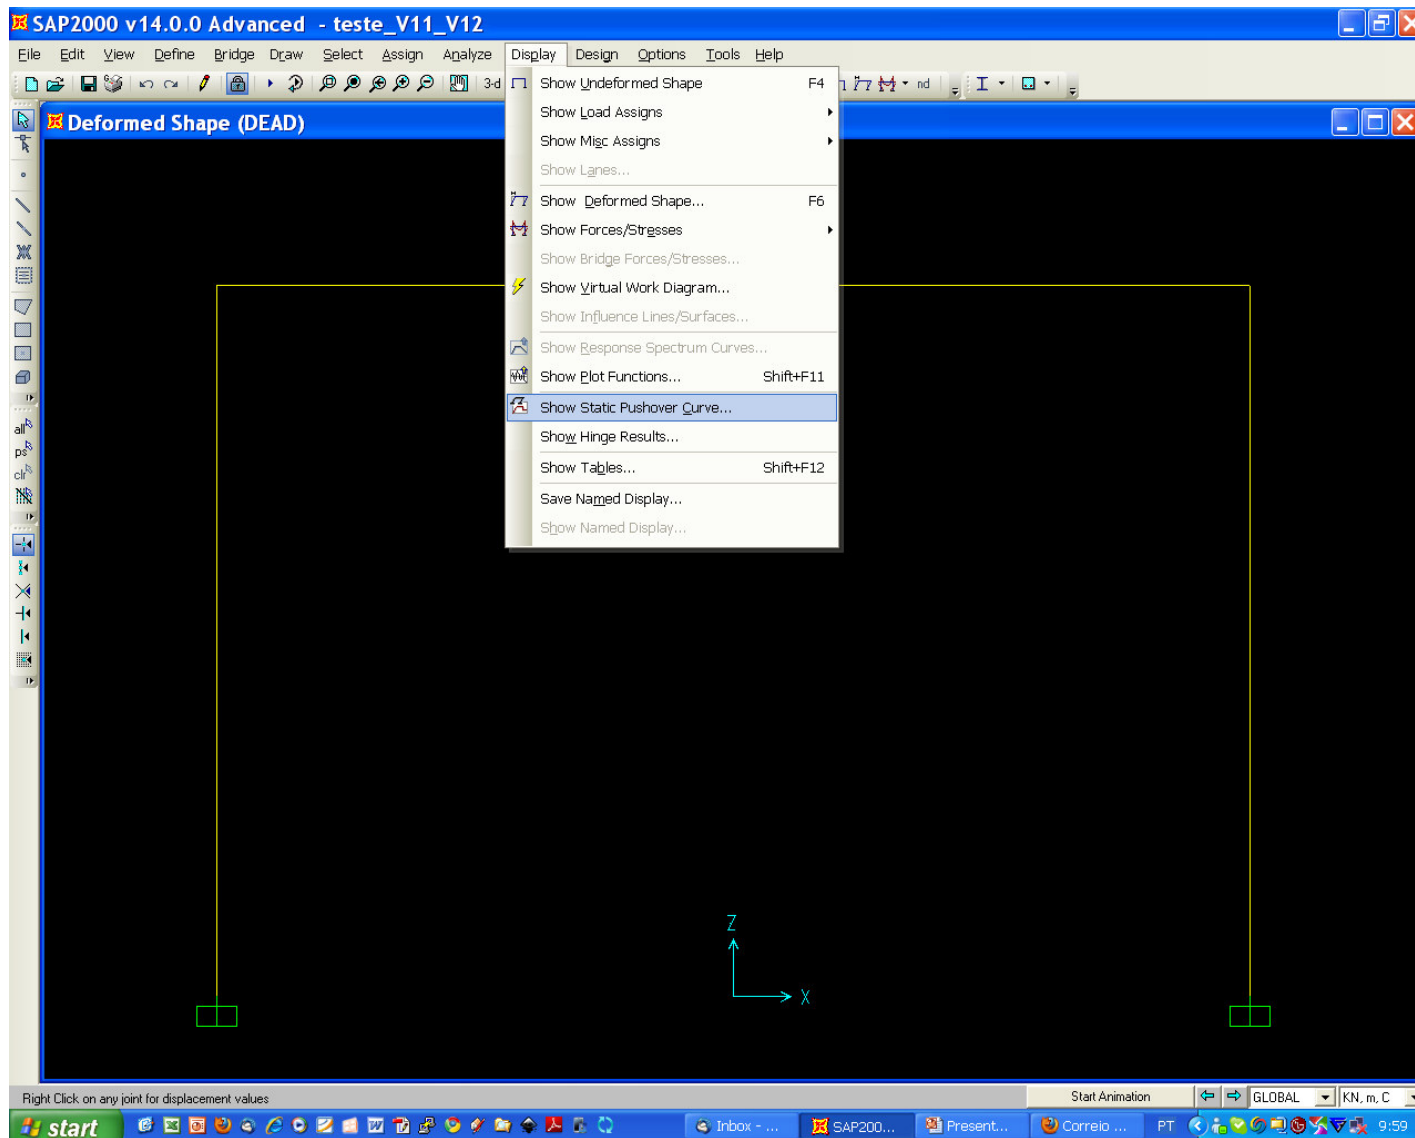 SAP2000 v14.0.0 Advanced - teste_V11_V12
File Edit View Define Bridge Draw Select Assign Analyze Display Design Options Tools Help
3-d
nd
Deformed Shape (DEAD)
Show Undeformed Shape F4
Show Load Assigns
Show Misc Assigns
Show Lanes...
Show Deformed Shape... F6
Show Forces/Stresses
Show Bridge Forces/Stresses...
Show Virtual Work Diagram...
Show Influence Lines/Surfaces...
Show Response Spectrum Curves...
Show Plot Functions... Shift+F11
Show Static Pushover Curve...
Show Hinge Results...
Show Tables... Shift+F12
Save Named Display...
Show Named Display...
all
ps
clr
Z
X
Right Click on any joint for displacement values
Start Animation
GLOBAL
KN, m, C
start
Inbox - ...
SAP200...
Present...
Correio ...
PT
9:59